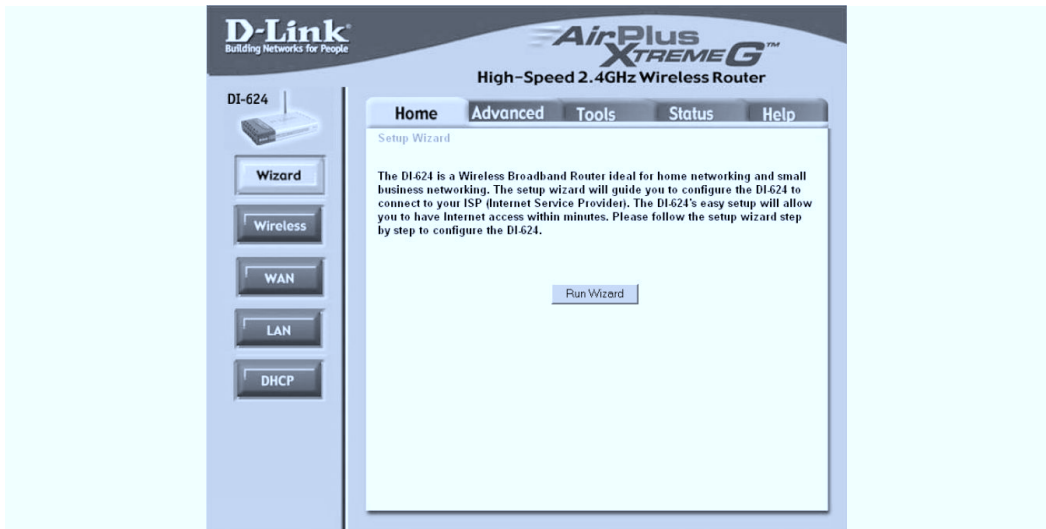 D-Link
Building Networks for People
AirPlus
XTREME G™
High-Speed 2.4GHz Wireless Router
DI-624
Home Advanced Tools Status Help
Setup Wizard
The DI-624 is a Wireless Broadband Router ideal for home networking and small
business networking. The setup wizard will guide you to configure the DI-624 to
connect to your ISP (Internet Service Provider). The DI-624's easy setup will allow
you to have Internet access within minutes. Please follow the setup wizard step
by step to configure the DI-624.
Run Wizard
Wizard
Wireless
WAN
LAN
DHCP